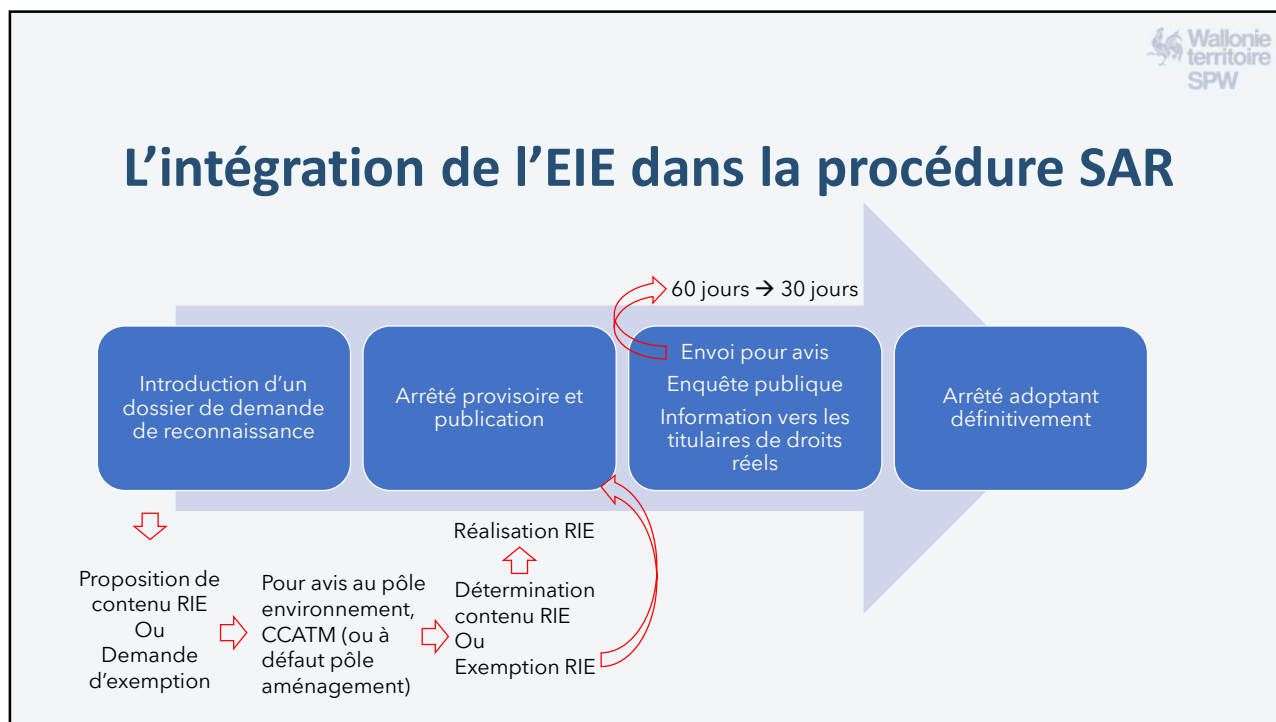 Wallonie
territoire
SPW
L'intégration de l'EIE dans la procédure SAR
60 jours → 30 jours
Introduction d'un
dossier de demande
de reconnaissance
Arrêté provisoire et
publication
Envoi pour avis
Enquête publique
Information vers les
titulaires de droits
réels
Arrêté adoptant
définitivement
Proposition de
contenu RIE
Ou
Demande
d'exemption
Pour avis au pôle
environnement,
CCATM (ou à
défaut pôle
aménagement)
Réalisation RIE
Détermination
contenu RIE
Ou
Exemption RIE